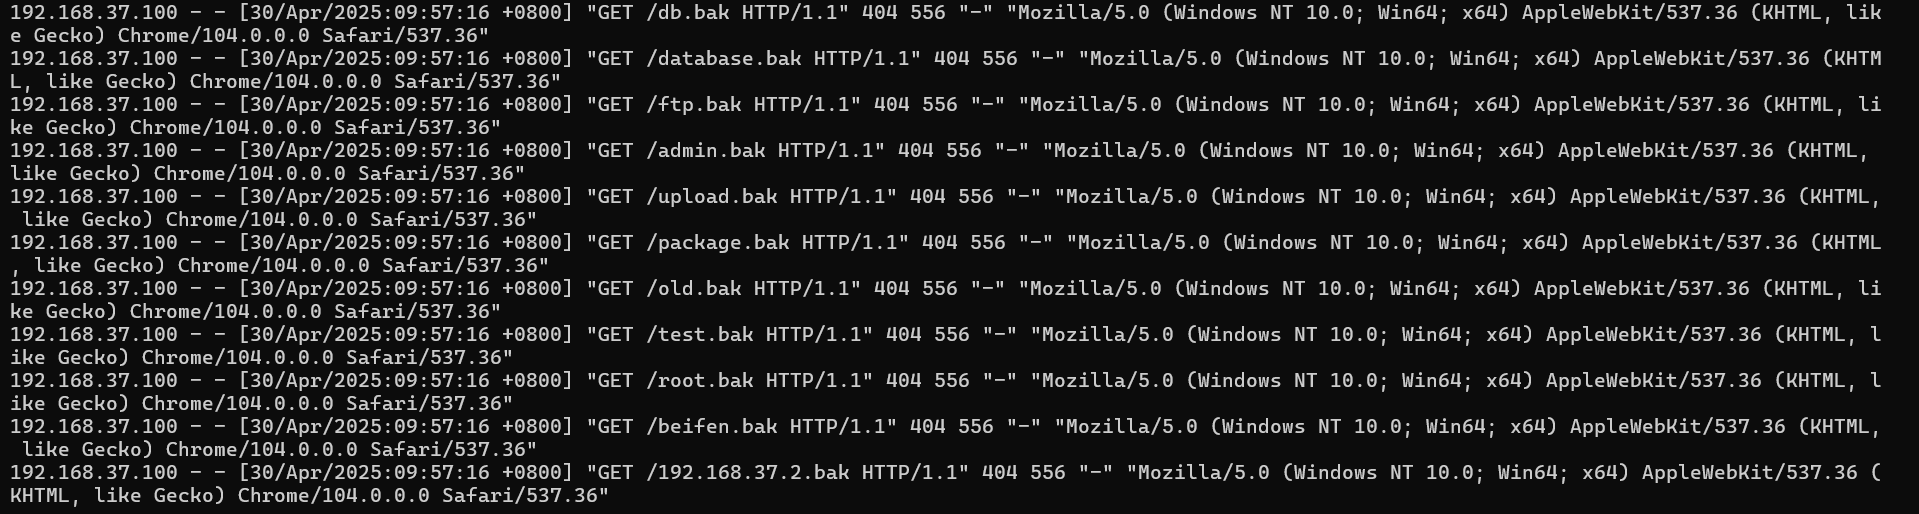 192.168.37.100 - - [30/Apr/2025:09:57:16 +0800] "GET /db.bak HTTP/1.1" 404 556 "-" "Mozilla/5.0 (Windows NT 10.0; Win64; x64) AppleWebKit/537.36 (KHTML, lik
e Gecko) Chrome/104.0.0.0 Safari/537.36"
192.168.37.100 - - [30/Apr/2025:09:57:16 +0800] "GET /database.bak HTTP/1.1" 404 556 "-" "Mozilla/5.0 (Windows NT 10.0; Win64; x64) AppleWebKit/537.36 (KHTM
L, like Gecko) Chrome/104.0.0.0 Safari/537.36"
192.168.37.100 - - [30/Apr/2025:09:57:16 +0800] "GET /ftp.bak HTTP/1.1" 404 556 "-" "Mozilla/5.0 (Windows NT 10.0; Win64; x64) AppleWebKit/537.36 (KHTML, li
ke Gecko) Chrome/104.0.0.0 Safari/537.36"
192.168.37.100 - - [30/Apr/2025:09:57:16 +0800] "GET /admin.bak HTTP/1.1" 404 556 "-" "Mozilla/5.0 (Windows NT 10.0; Win64; x64) AppleWebKit/537.36 (KHTML,
like Gecko) Chrome/104.0.0.0 Safari/537.36"
192.168.37.100 - - [30/Apr/2025:09:57:16 +0800] "GET /upload.bak HTTP/1.1" 404 556 "-" "Mozilla/5.0 (Windows NT 10.0; Win64; x64) AppleWebKit/537.36 (KHTML,
 like Gecko) Chrome/104.0.0.0 Safari/537.36"
192.168.37.100 - - [30/Apr/2025:09:57:16 +0800] "GET /package.bak HTTP/1.1" 404 556 "-" "Mozilla/5.0 (Windows NT 10.0; Win64; x64) AppleWebKit/537.36 (KHTML
, like Gecko) Chrome/104.0.0.0 Safari/537.36"
192.168.37.100 - - [30/Apr/2025:09:57:16 +0800] "GET /old.bak HTTP/1.1" 404 556 "-" "Mozilla/5.0 (Windows NT 10.0; Win64; x64) AppleWebKit/537.36 (KHTML, li
ke Gecko) Chrome/104.0.0.0 Safari/537.36"
192.168.37.100 - - [30/Apr/2025:09:57:16 +0800] "GET /test.bak HTTP/1.1" 404 556 "-" "Mozilla/5.0 (Windows NT 10.0; Win64; x64) AppleWebKit/537.36 (KHTML, l
ike Gecko) Chrome/104.0.0.0 Safari/537.36"
192.168.37.100 - - [30/Apr/2025:09:57:16 +0800] "GET /root.bak HTTP/1.1" 404 556 "-" "Mozilla/5.0 (Windows NT 10.0; Win64; x64) AppleWebKit/537.36 (KHTML, l
ike Gecko) Chrome/104.0.0.0 Safari/537.36"
192.168.37.100 - - [30/Apr/2025:09:57:16 +0800] "GET /beifen.bak HTTP/1.1" 404 556 "-" "Mozilla/5.0 (Windows NT 10.0; Win64; x64) AppleWebKit/537.36 (KHTML,
 like Gecko) Chrome/104.0.0.0 Safari/537.36"
192.168.37.100 - - [30/Apr/2025:09:57:16 +0800] "GET /192.168.37.2.bak HTTP/1.1" 404 556 "-" "Mozilla/5.0 (Windows NT 10.0; Win64; x64) AppleWebKit/537.36 (
KHTML, like Gecko) Chrome/104.0.0.0 Safari/537.36"